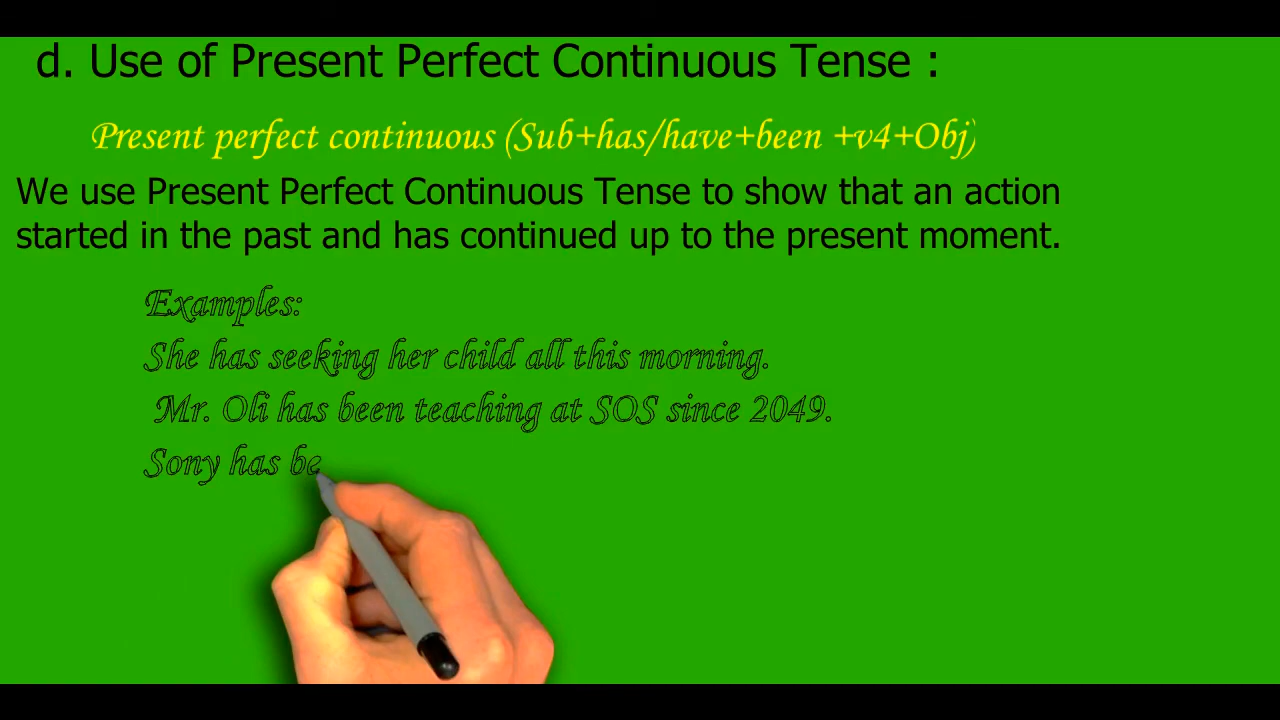 d. Use of Present Perfect Continuous Tense :
Present perfect continuous (Sub+has/have+been +v4+Obj)
We use Present Perfect Continuous Tense to show that an action
started in the past and has continued up to the present moment.
Examples:
She has seeking her child all this morning.
Mr. Oli has been teaching at SOS since 2049.
Sony has be